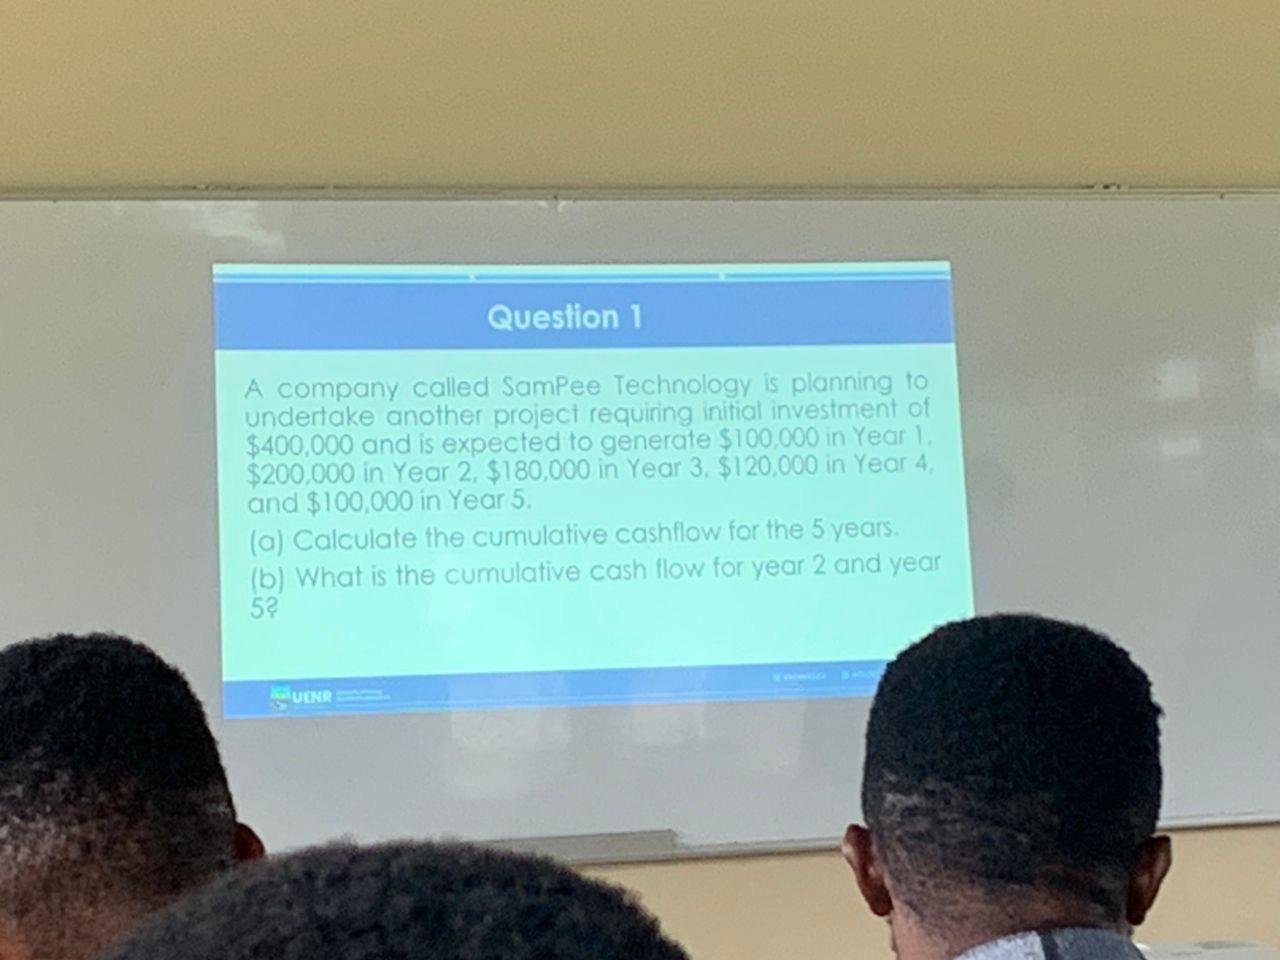 Question 1
A company called SamPee Technology is planning to
undertake another project requiring initial investment of
$400,000 and is expected to generate $100,000 in Year 1,
$200,000 in Year 2, $180,000 in Year 3, $120,000 in Year 4,
and $100,000 in Year 5.
(a) Calculate the cumulative cashflow for the 5 years.
(b) What is the cumulative cash flow for year 2 and year
5?
UENR